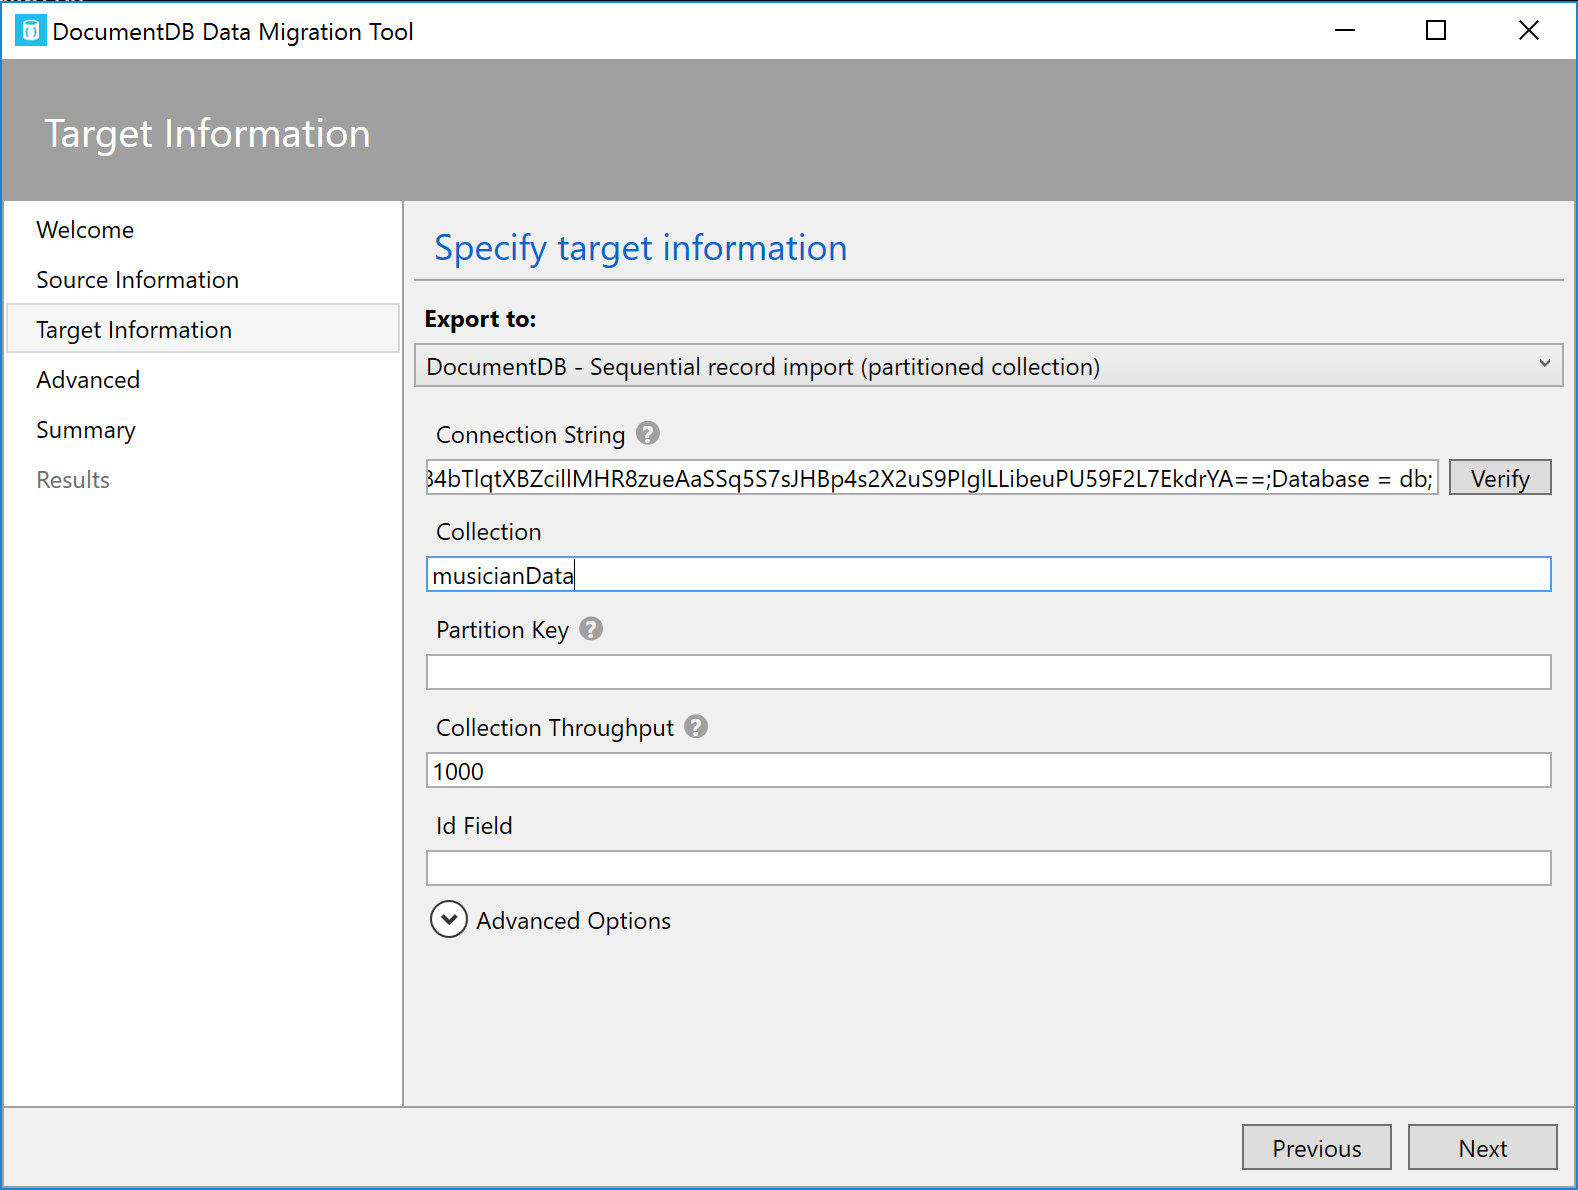 DocumentDB Data Migration Tool
Target Information
Welcome
Source Information
Target Information
Advanced
Summary
Results
Specify target information
Export to:
DocumentDB - Sequential record import (partitioned collection)
Connection String ?
34bTlqtXBZcillMHR8zueAaSSq5S7sJHBp4s2X2uS9PIglLLibeuPU59F2L7EkdrYA==;Database = db;
Verify
Collection
musicianData
Partition Key ?
Collection Throughput ?
1000
Id Field
Advanced Options
Previous
Next